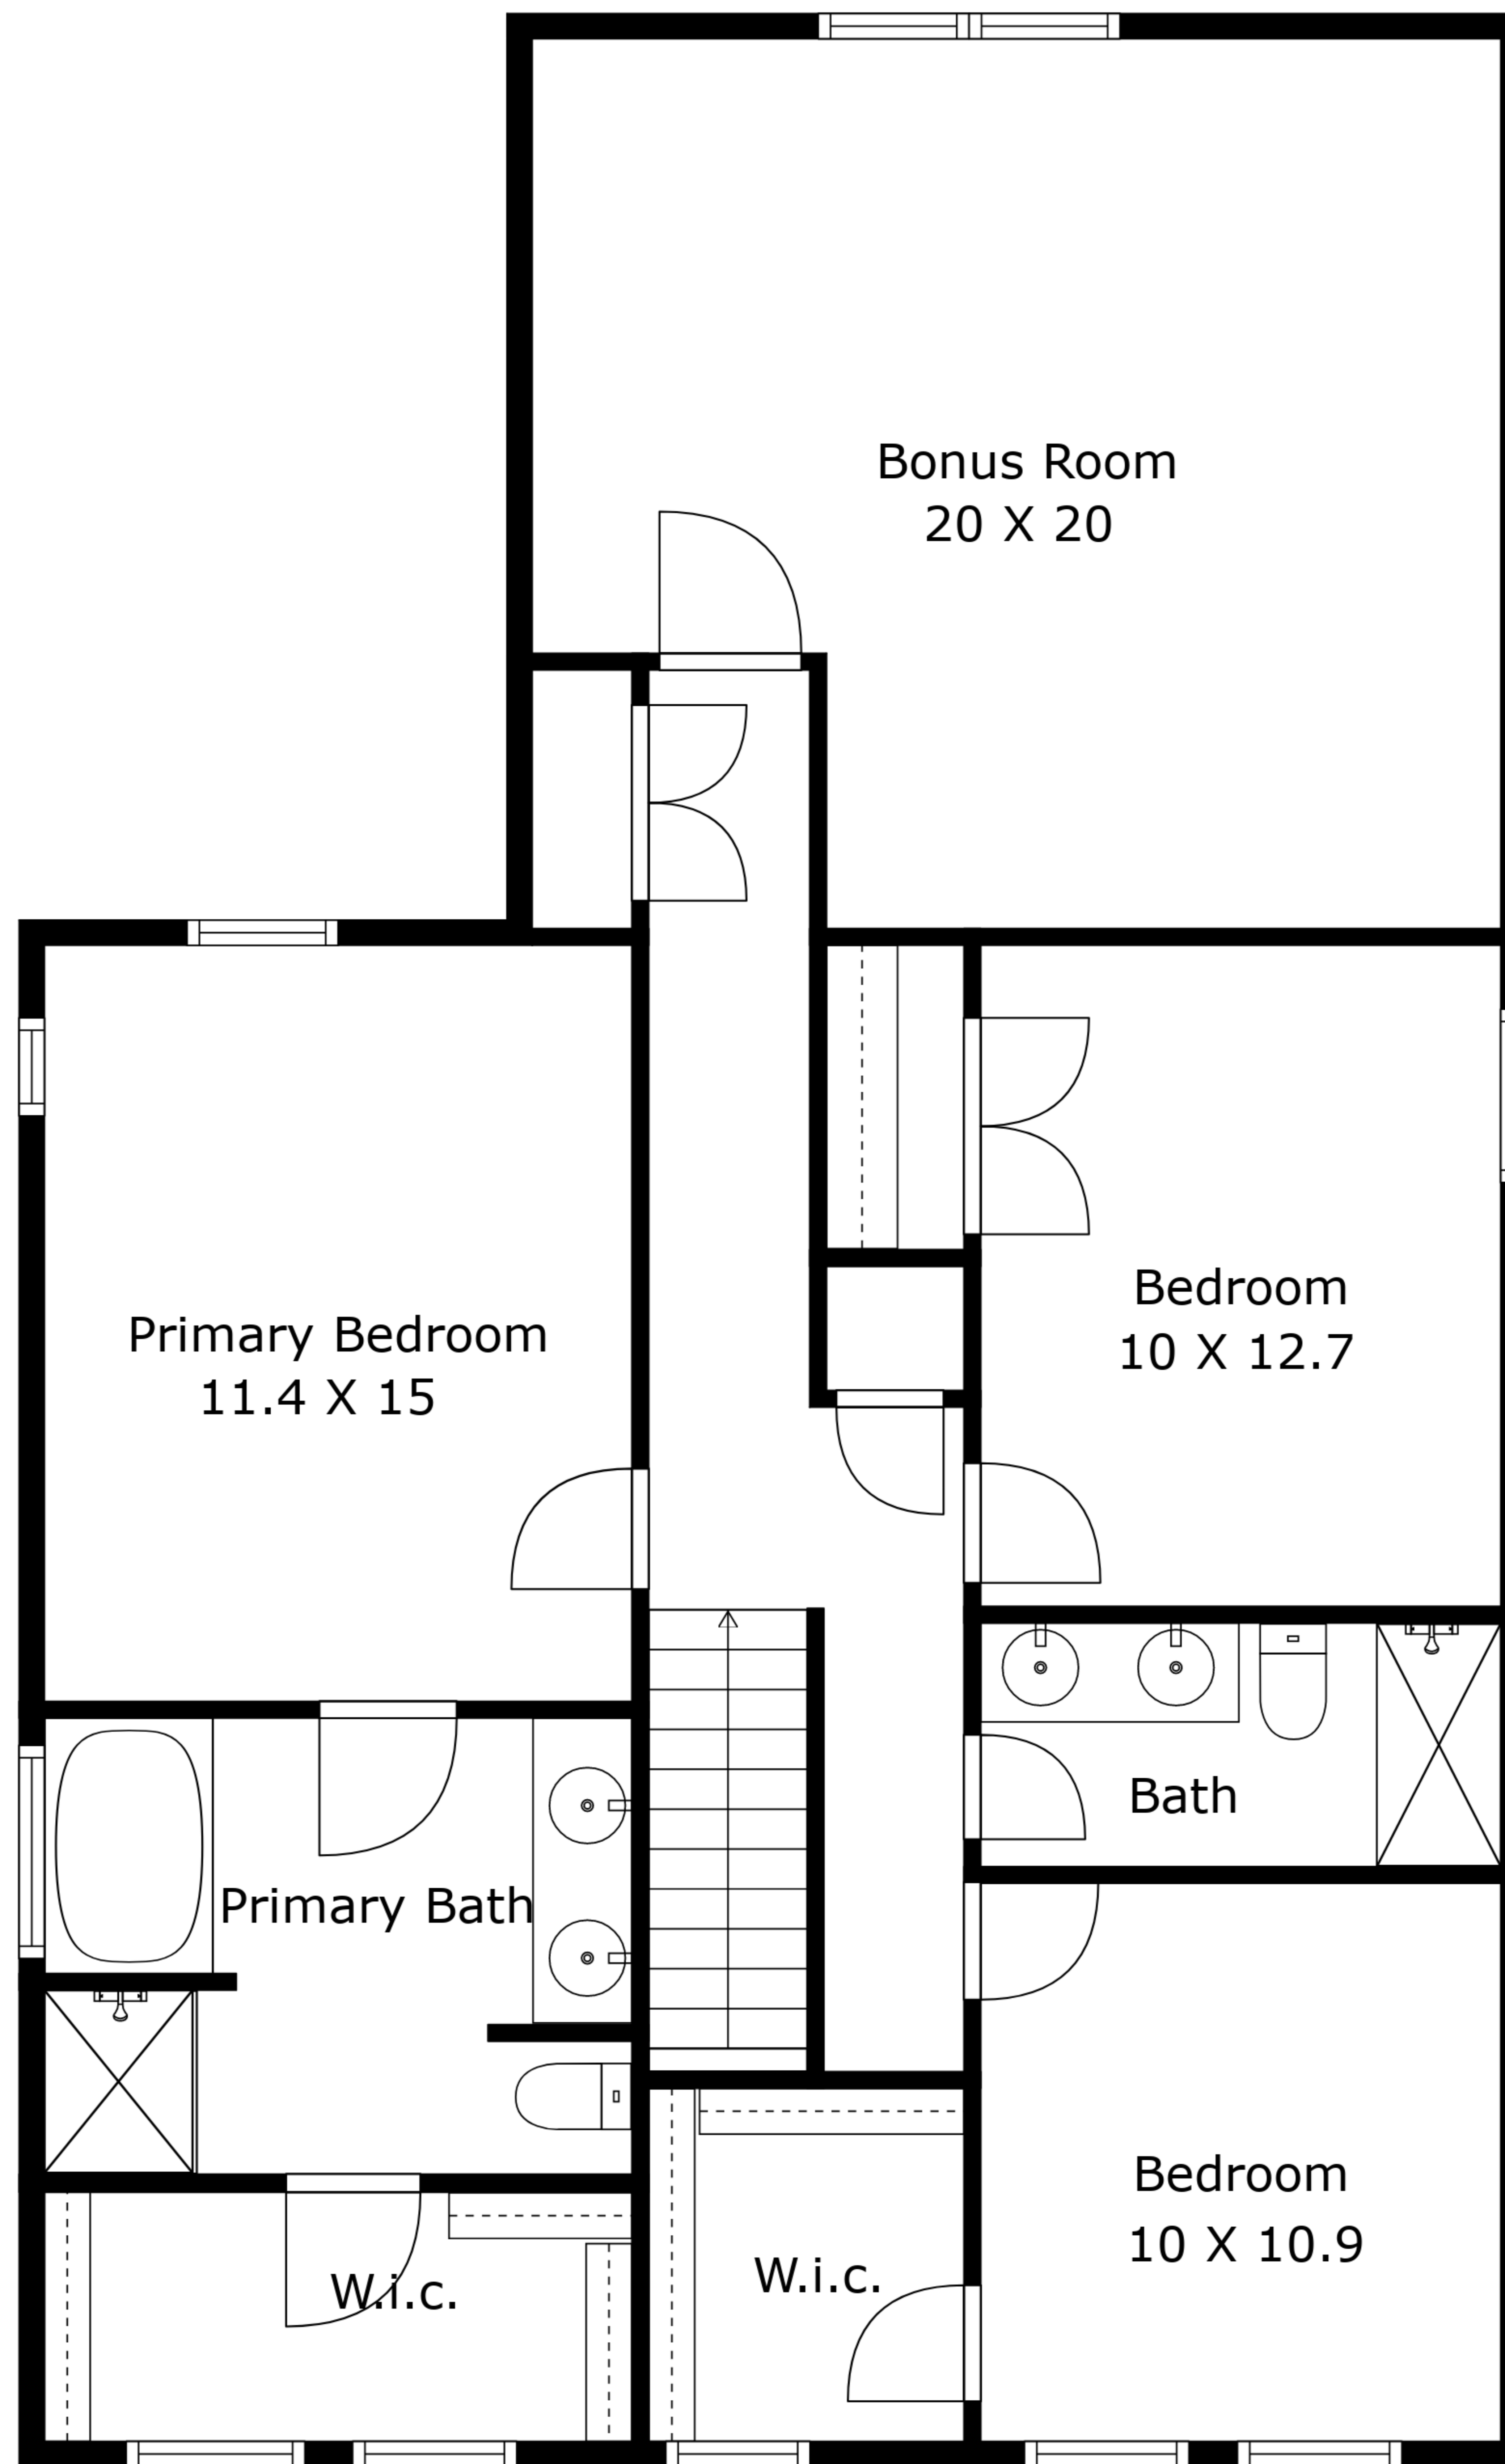 Bonus Room
20 X 20
Bedroom
10 X 12.7
Primary Bedroom
11.4 X 15
Bath
Primary Bath
Bedroom
10 X 10.9
W.i.c.
W.i.c.